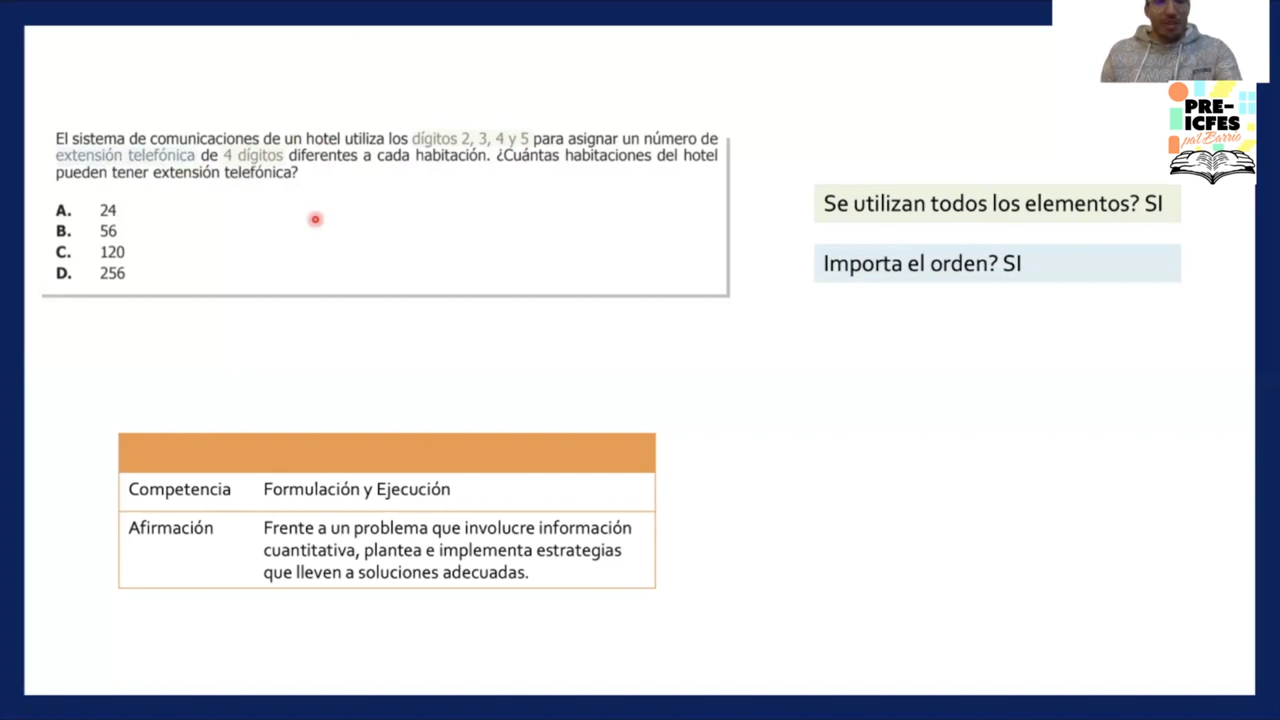 El sistema de comunicaciones de un hotel utiliza los dígitos 2, 3, 4 y 5 para asignar un número de
extensión telefónica de 4 dígitos diferentes a cada habitación. ¿Cuántas habitaciones del hotel
pueden tener extensión telefónica?
A. 24
B. 56
C. 120
D. 256
PRE-
ICFES
pal Barrio
Se utilizan todos los elementos? SI
Importa el orden? SI
Competencia Formulación y Ejecución
Afirmación Frente a un problema que involucre información
cuantitativa, plantea e implementa estrategias
que lleven a soluciones adecuadas.